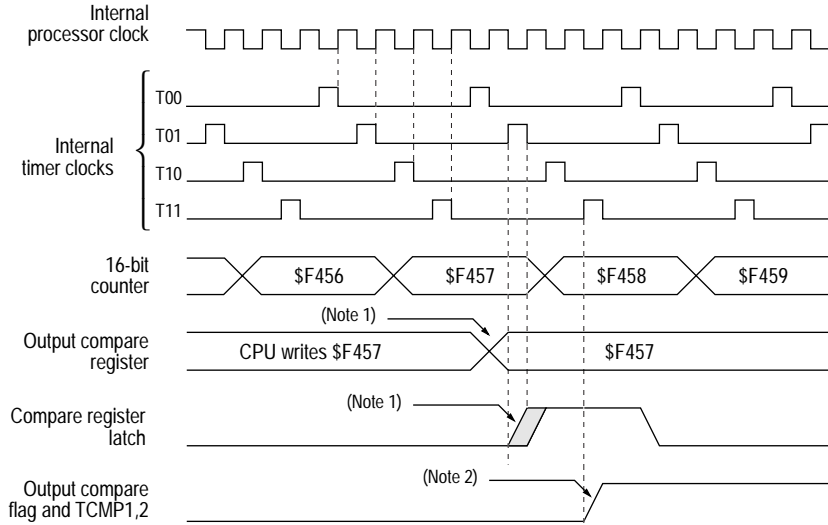 Internal
processor clock
T00
T01
Internal
timer clocks
T10
T11
16-bit
counter
$F456
$F457
$F458
$F459
(Note 1)
Output compare
register
CPU writes $F457
$F457
(Note 1)
Compare register
latch
(Note 2)
Output compare
flag and TCMP1,2